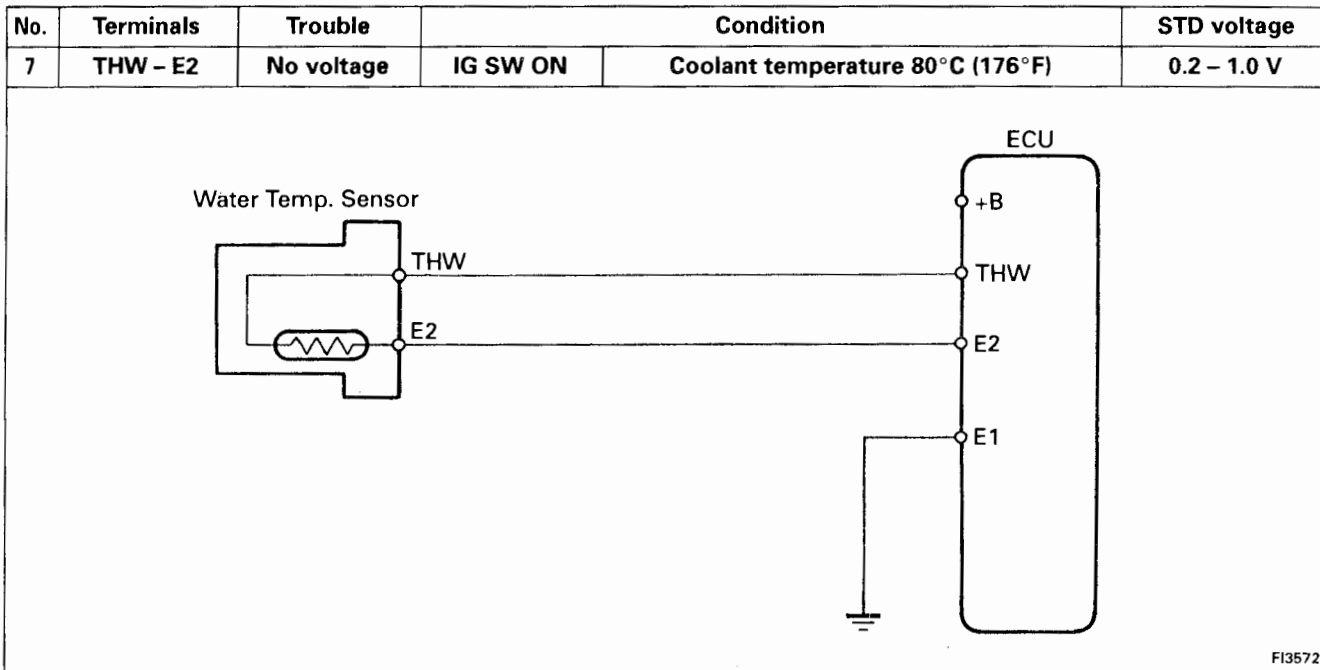 No. Terminals Trouble Condition STD voltage
7 THW – E2 No voltage IG SW ON Coolant temperature 80°C (176°F) 0.2 – 1.0 V
ECU
Water Temp. Sensor
+B
THW
THW
E2
E2
E1
FI3572